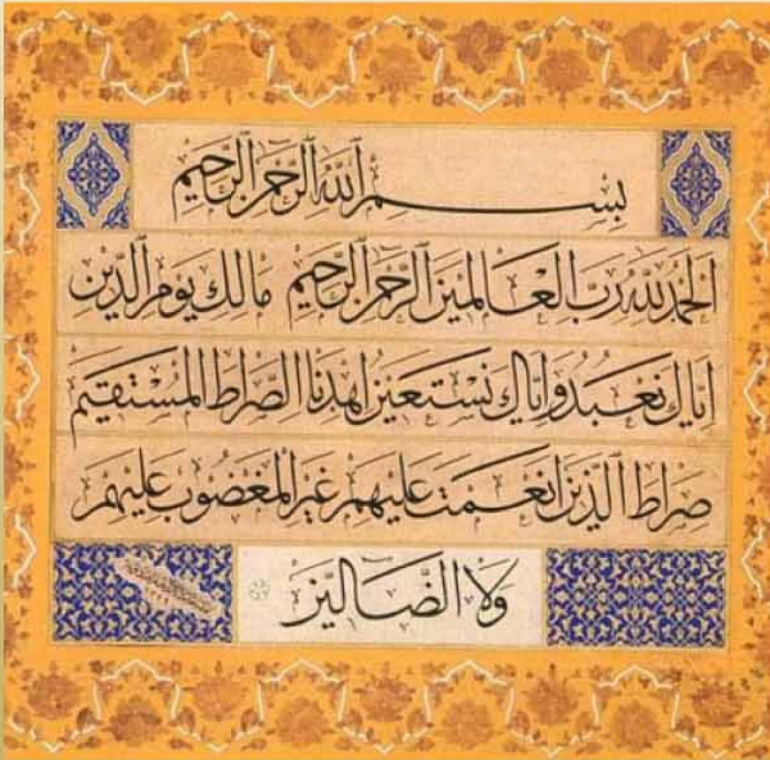 بسم الله الرحمن الرحيم
الحمد لله رب العالمين الرحمن الرحيم مالك يوم الدين
اياك نعبد واياك نستعين اهدنا الصراط المستقيم
صراط الذين انعمت عليهم غير المغضوب عليهم
ولا الضالين